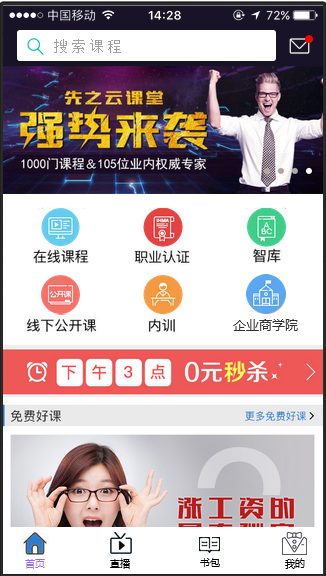 中国移动 14:28 72%
搜索课程
先之云课堂
强势来袭
1000门课程&105位业内权威专家
在线课程 职业认证 智库
IHMA
A
BC
公开课
线下公开课 内训 企业商学院
下午3点 0元秒杀
免费好课 更多免费好课
涨工资的
首页 直播 书包 我的